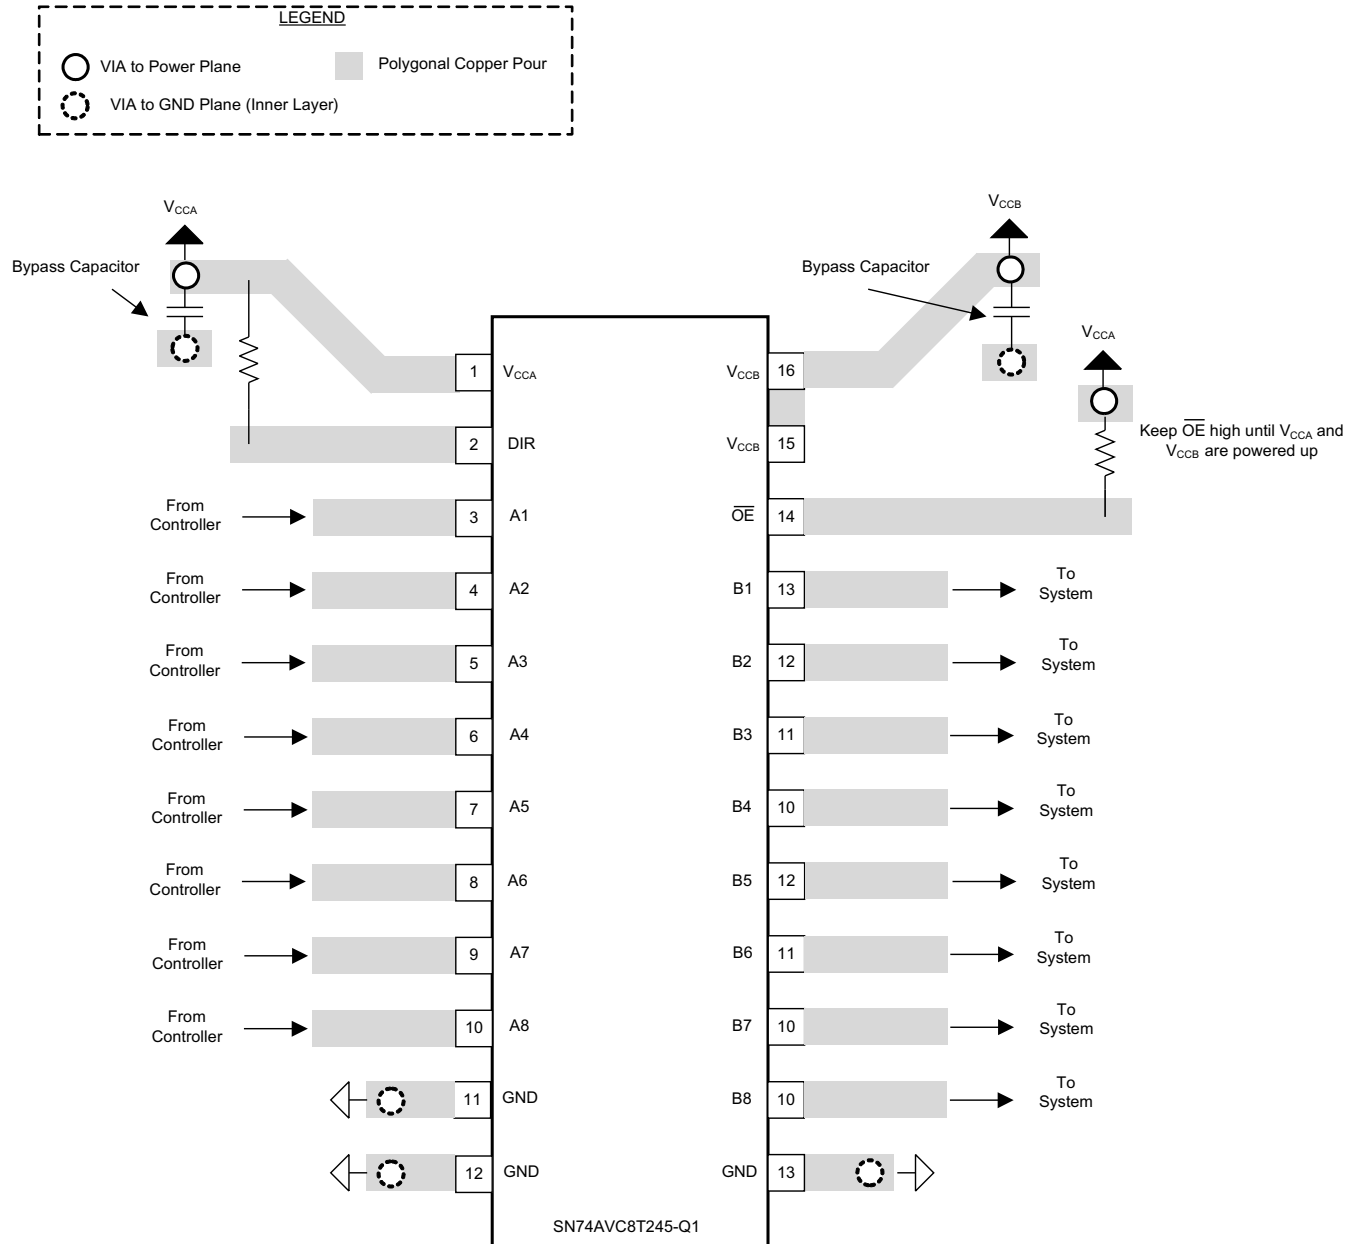 LEGEND
VIA to Power Plane
Polygonal Copper Pour
VIA to GND Plane (Inner Layer)
VCCA
VCCB
Bypass Capacitor
Bypass Capacitor
VCCA
Keep O̅E̅ high until VCCA and
VCCB are powered up
1 VCCA
VCCB 16
2 DIR
VCCB 15
From
Controller
3 A1
O̅E̅ 14
From
Controller
4 A2
B1 13
To
System
From
Controller
5 A3
B2 12
To
System
From
Controller
6 A4
B3 11
To
System
From
Controller
7 A5
B4 10
To
System
From
Controller
8 A6
B5 12
To
System
From
Controller
9 A7
B6 11
To
System
From
Controller
10 A8
B7 10
To
System
11 GND
B8 10
To
System
12 GND
GND 13
SN74AVC8T245-Q1